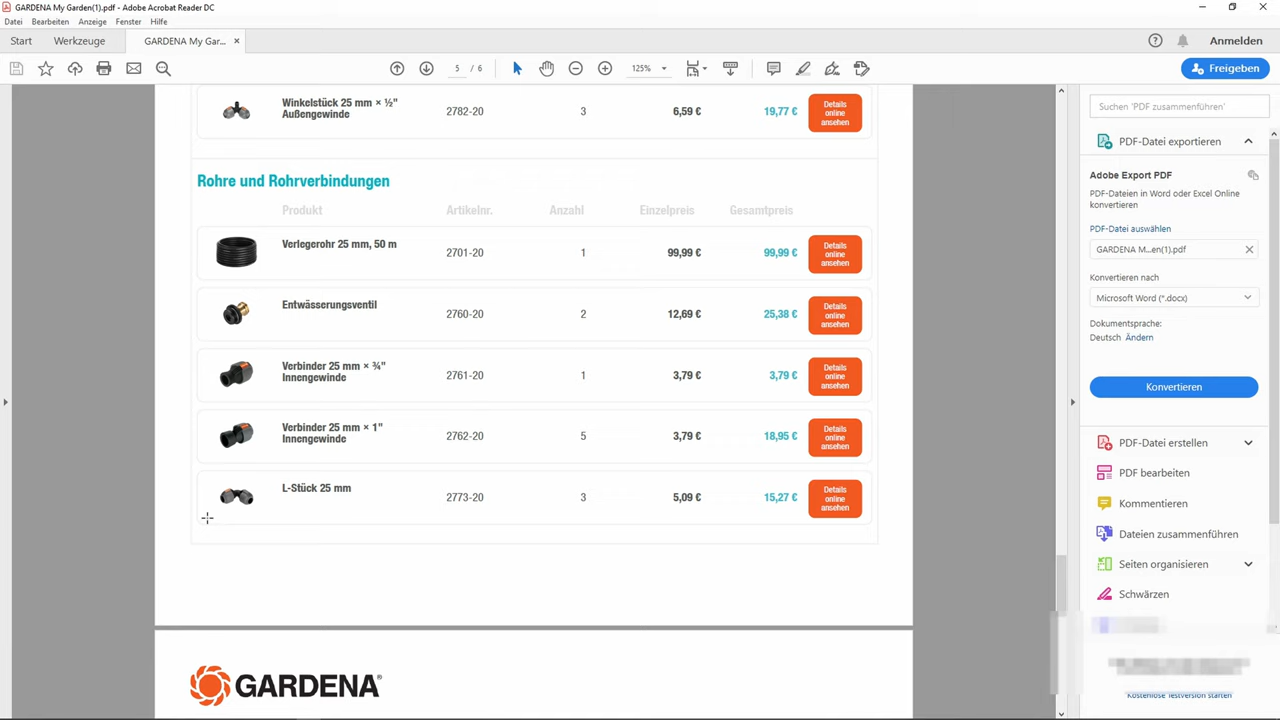 GARDENA My Garden(1).pdf - Adobe Acrobat Reader DC
Datei Bearbeiten Anzeige Fenster Hilfe
Start Werkzeuge GARDENA My Gar... × Anmelden
5 / 6 125% Freigeben
Winkelstück 25 mm × ½"
Außengewinde
2782-20 3 6,59 € 19,77 €
Details
online
ansehen
Rohre und Rohrverbindungen
Produkt Artikelnr. Anzahl Einzelpreis Gesamtpreis
Verlegerohr 25 mm, 50 m
2701-20 1 99,99 € 99,99 €
Details
online
ansehen
Entwässerungsventil
2760-20 2 12,69 € 25,38 €
Details
online
ansehen
Verbinder 25 mm × ¾"
Innengewinde
2761-20 1 3,79 € 3,79 €
Details
online
ansehen
Verbinder 25 mm × 1"
Innengewinde
2762-20 5 3,79 € 18,95 €
Details
online
ansehen
L-Stück 25 mm
2773-20 3 5,09 € 15,27 €
Details
online
ansehen
GARDENA
Suchen 'PDF zusammenführen'
PDF-Datei exportieren
Adobe Export PDF
PDF-Dateien in Word oder Excel Online
konvertieren
PDF-Datei auswählen
GARDENA M...en(1).pdf
Konvertieren nach
Microsoft Word (*.docx)
Dokumentsprache:
Deutsch Ändern
Konvertieren
PDF-Datei erstellen
PDF bearbeiten
Kommentieren
Dateien zusammenführen
Seiten organisieren
Schwärzen
Kostenlose Testversion starten